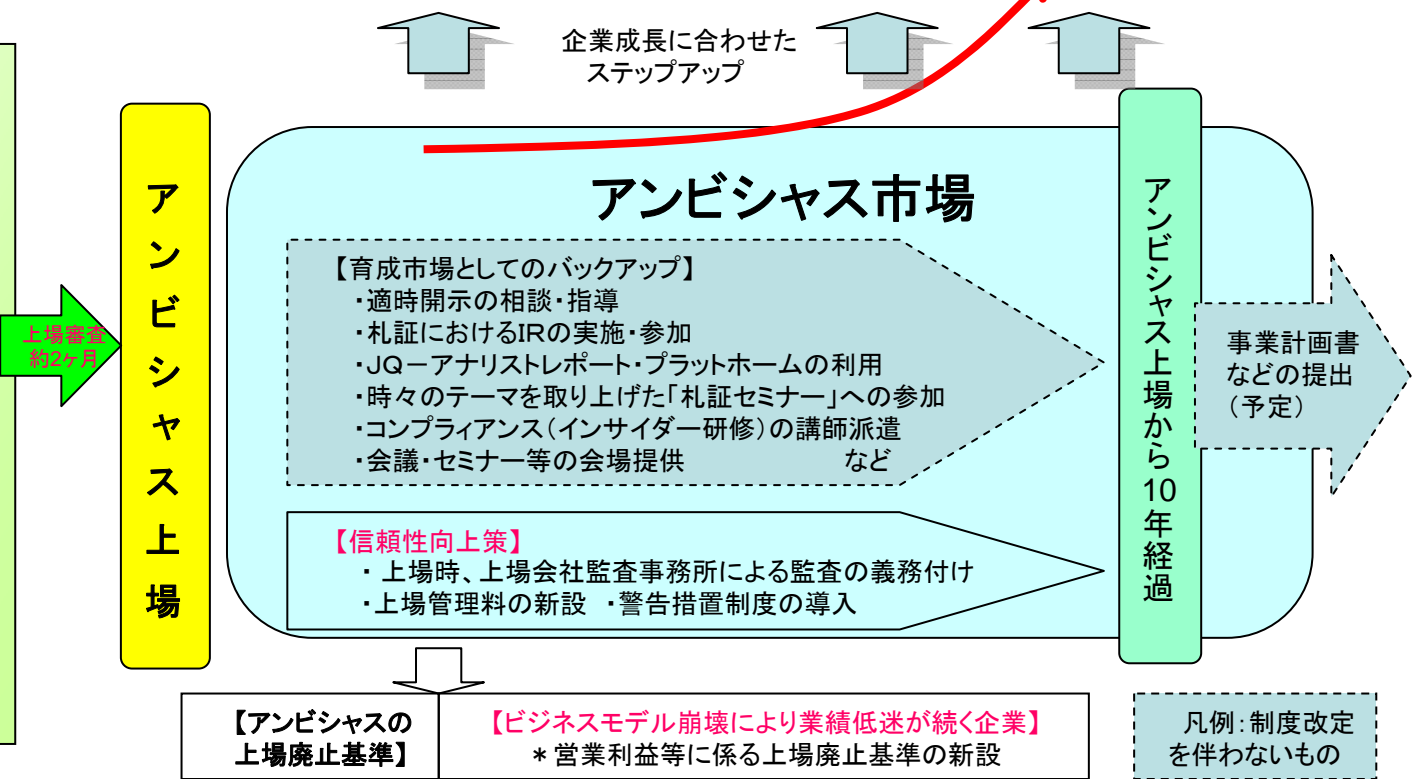 企業成長に合わせた
ステップアップ
上場審査
約2ヶ月
アンビシャス上場
アンビシャス市場
【育成市場としてのバックアップ】
・適時開示の相談・指導
・札証におけるIRの実施・参加
・JQ－アナリストレポート・プラットホームの利用
・時々のテーマを取り上げた「札証セミナー」への参加
・コンプライアンス（インサイダー研修）の講師派遣
・会議・セミナー等の会場提供　など
【信頼性向上策】
・ 上場時、上場会社監査事務所による監査の義務付け
・上場管理料の新設 ・警告措置制度の導入
アンビシャス上場から10年経過
事業計画書
などの提出
（予定）
【アンビシャスの
上場廃止基準】
【ビジネスモデル崩壊により業績低迷が続く企業】
＊営業利益等に係る上場廃止基準の新設
凡例：制度改定
を伴わないもの